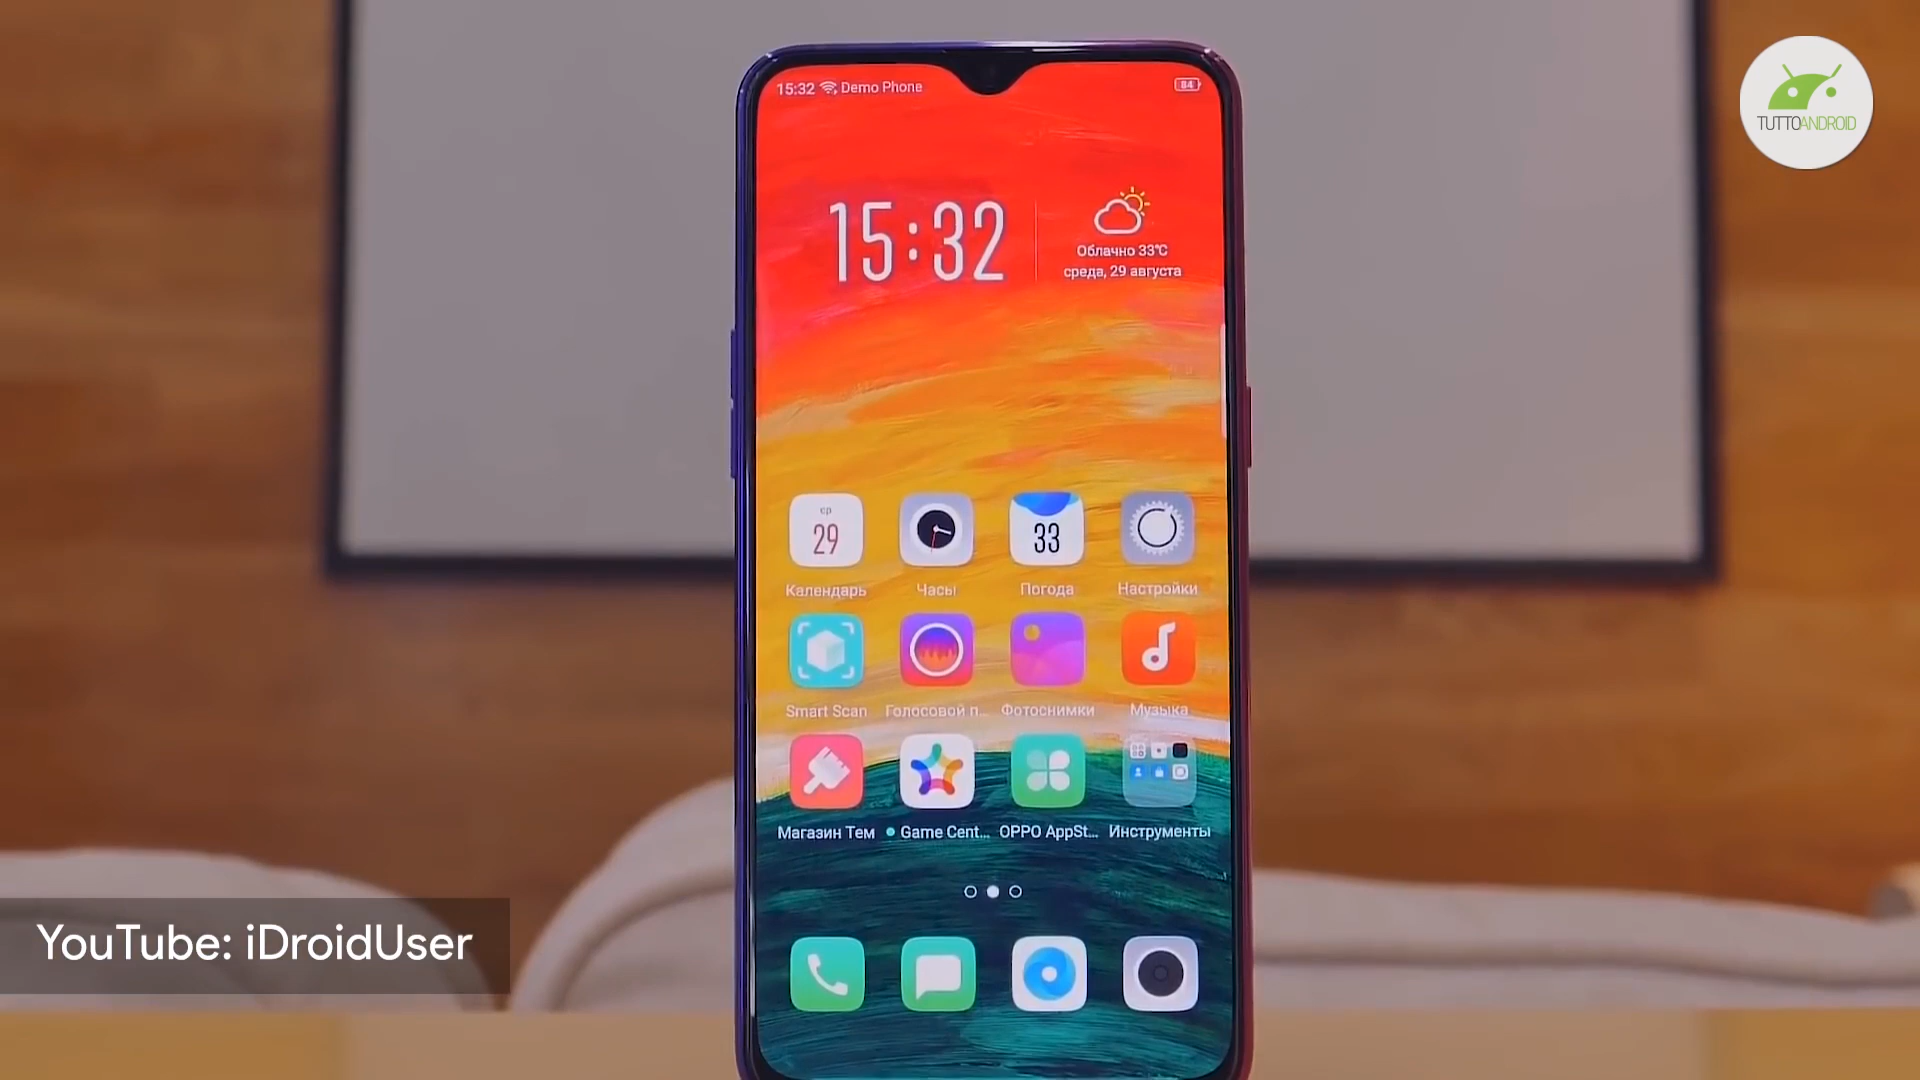 15:32 Demo Phone
84
TUTTOANDROID
15:32
Облачно 33°C
среда, 29 августа
ср
29
33
Календарь
Часы
Погода
Настройки
Smart Scan
Голосовой п...
Фотоснимки
Музыка
Магазин Тем
Game Cent...
OPPO AppSt...
Инструменты
YouTube: iDroidUser